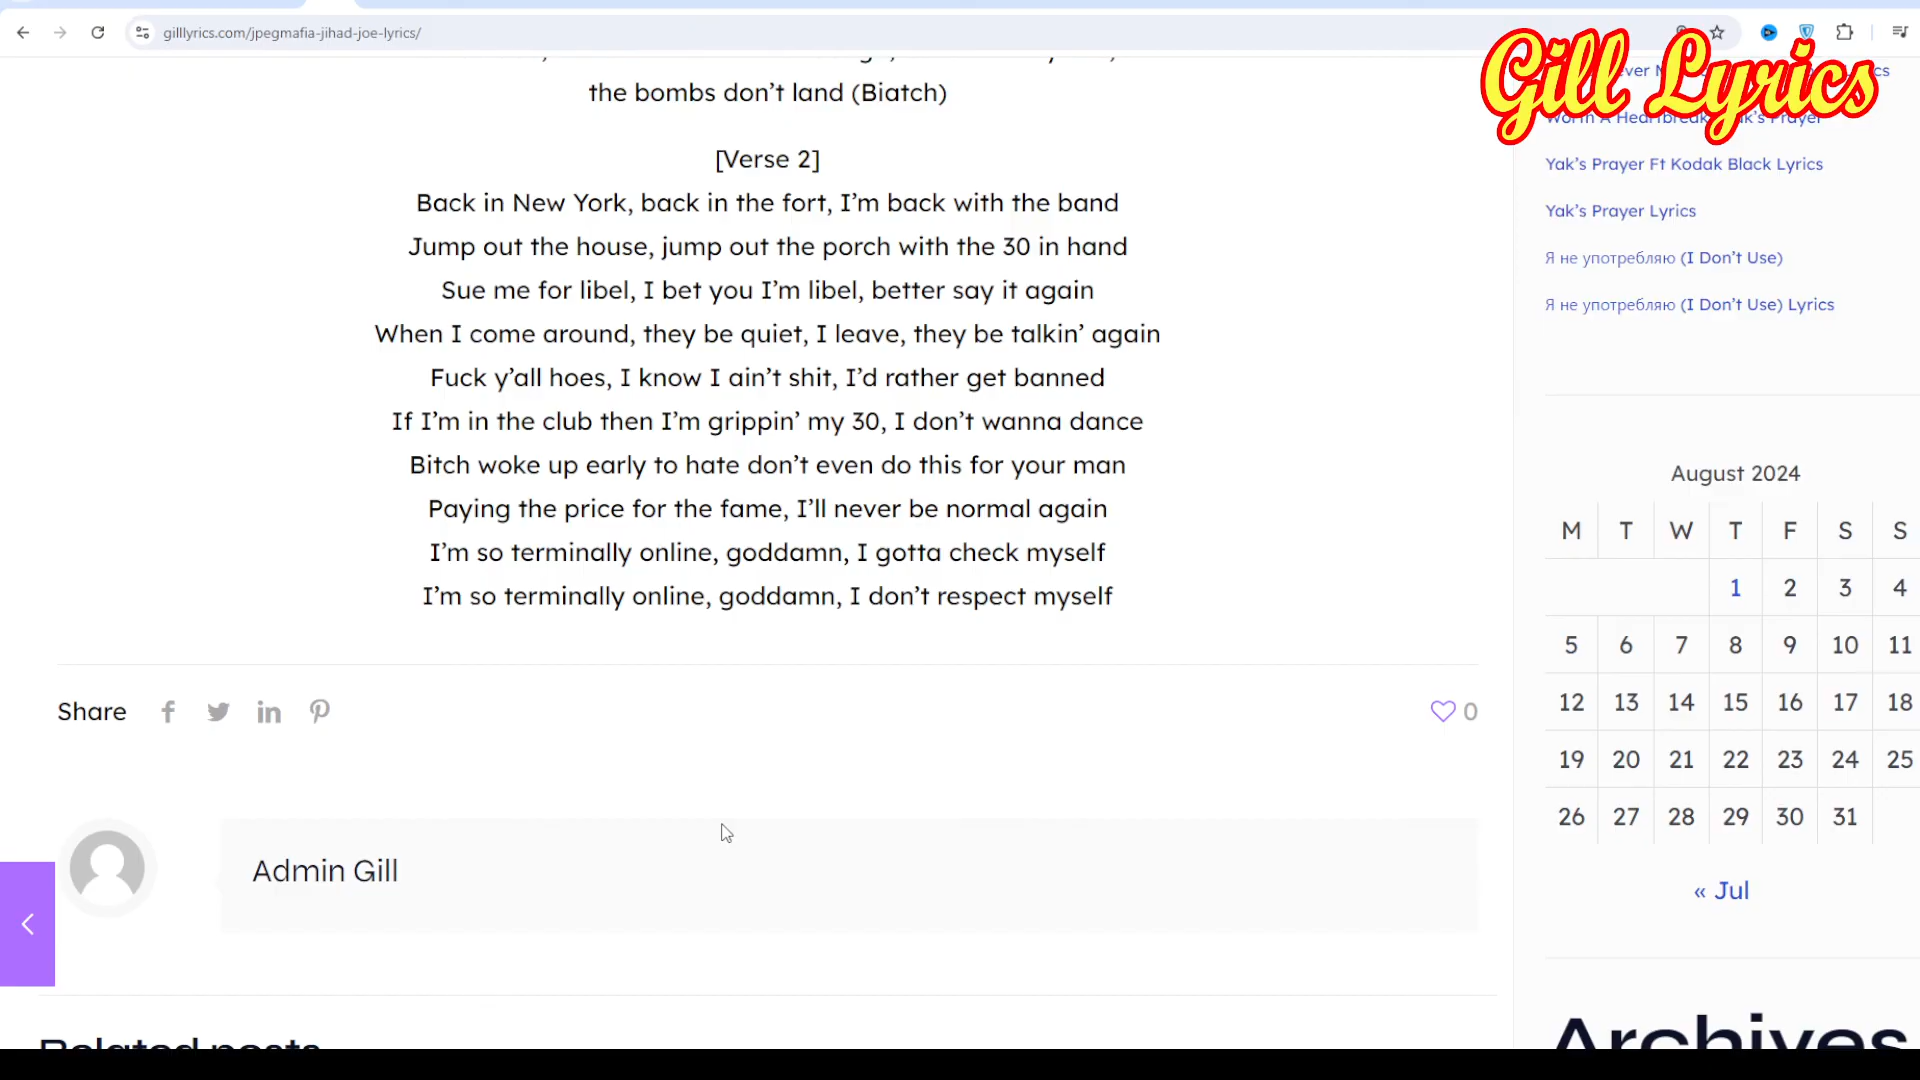 gilllyrics.com/jpegmafia-jihad-joe-lyrics/
Gill Lyrics
the bombs don’t land (Biatch)
[Verse 2]
Back in New York, back in the fort, I’m back with the band
Jump out the house, jump out the porch with the 30 in hand
Sue me for libel, I bet you I’m libel, better say it again
When I come around, they be quiet, I leave, they be talkin’ again
Fuck y’all hoes, I know I ain’t shit, I’d rather get banned
If I’m in the club then I’m grippin’ my 30, I don’t wanna dance
Bitch woke up early to hate don’t even do this for your man
Paying the price for the fame, I’ll never be normal again
I’m so terminally online, goddamn, I gotta check myself
I’m so terminally online, goddamn, I don’t respect myself
Share
0
Admin Gill
Related posts
Worth A Heartbreak Yak’s Prayer
Yak’s Prayer Ft Kodak Black Lyrics
Yak’s Prayer Lyrics
Я не употребляю (I Don’t Use)
Я не употребляю (I Don’t Use) Lyrics
August 2024
M T W T F S S
1 2 3 4
5 6 7 8 9 10 11
12 13 14 15 16 17 18
19 20 21 22 23 24 25
26 27 28 29 30 31
« Jul
Archives